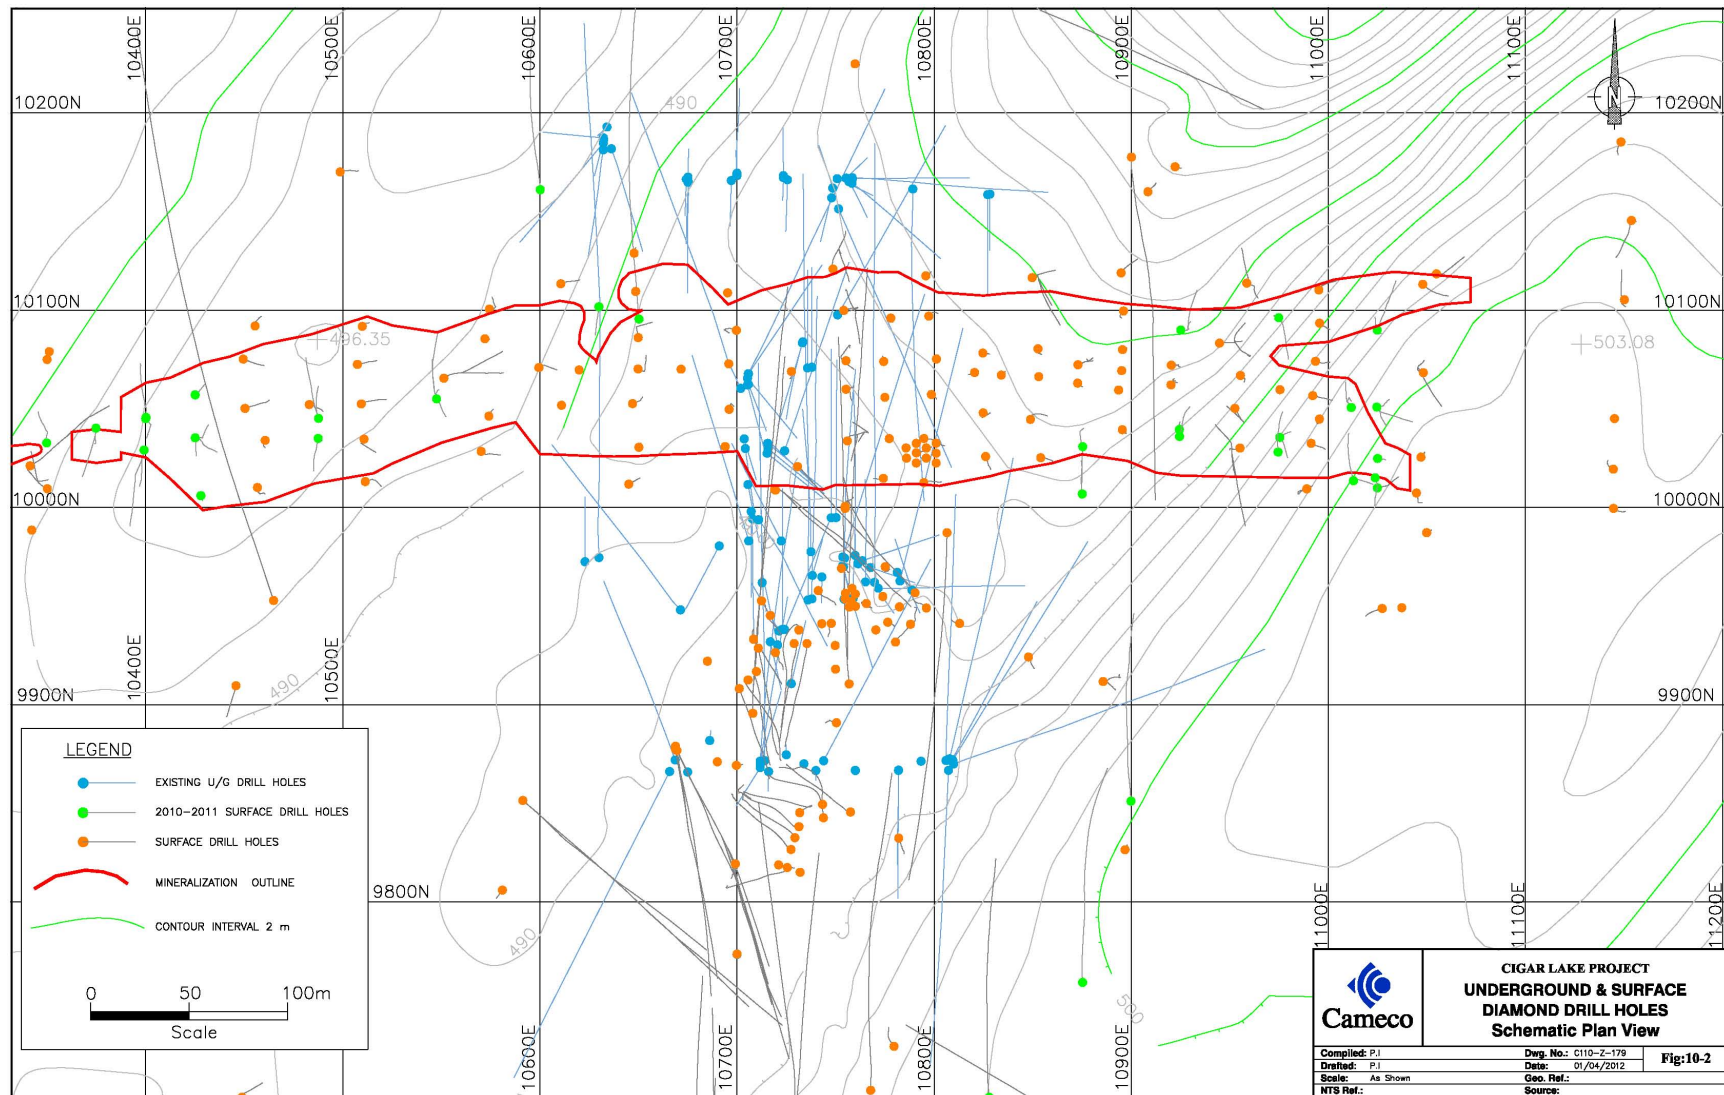 10400E
10500E
10600E
10700E
10800E
10900E
11000E
11100E
10200N
490
N
10200N
10100N
10100N
496.35
503.08
10000N
10000N
10400E
10500E
490
9900N
9900N
LEGEND
EXISTING U/G DRILL HOLES
2010-2011 SURFACE DRILL HOLES
SURFACE DRILL HOLES
MINERALIZATION OUTLINE
CONTOUR INTERVAL 2 m
0 50 100m
Scale
9800N
490
500
10600E
10700E
10800E
10900E
11000E
11100E
11200E
Cameco
CIGAR LAKE PROJECT
UNDERGROUND & SURFACE
DIAMOND DRILL HOLES
Schematic Plan View
Compiled: P.I Dwg. No.: C110-Z-179
Drafted: P.I Date: 01/04/2012
Fig:10-2
Scale: As Shown Geo. Ref.:
NTS Ref.: Source: